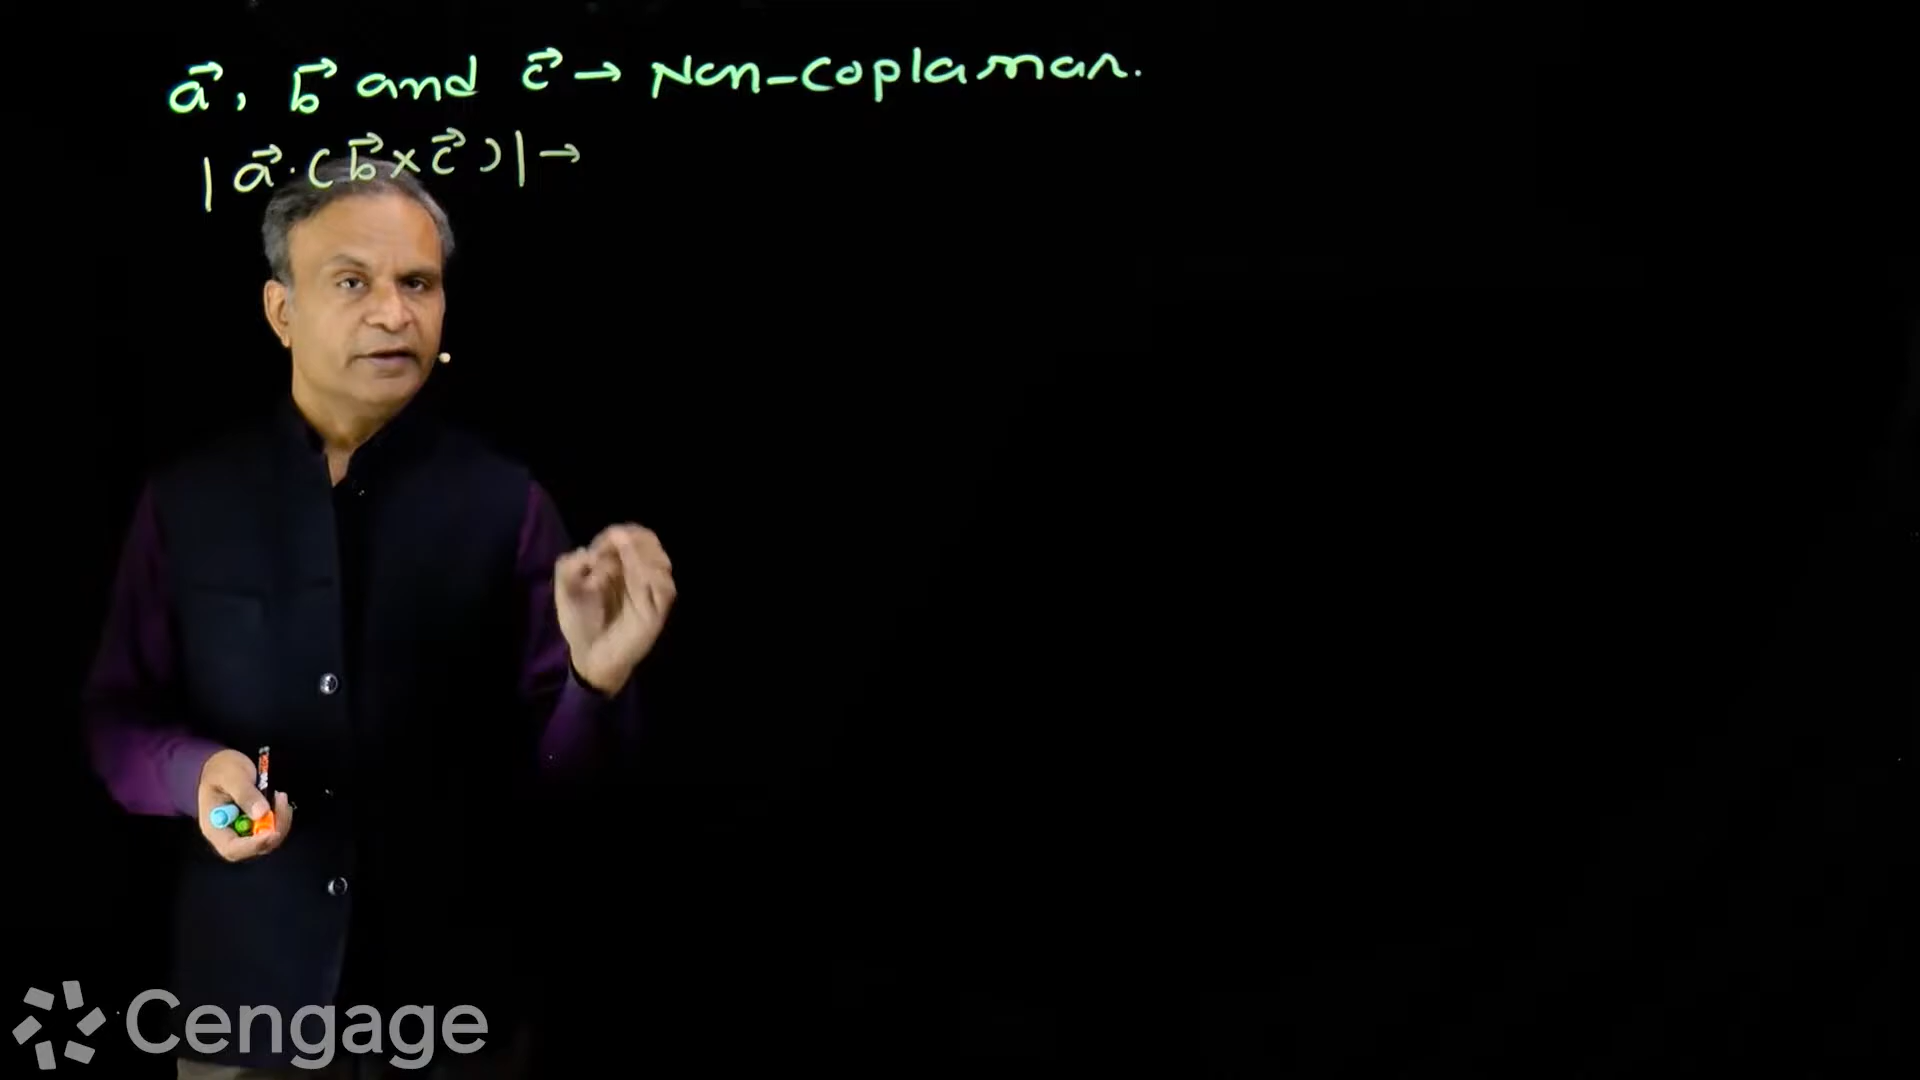 a⃗, b⃗ and c⃗ → Non-coplanar.
|a⃗·(b⃗×c⃗)| →
Cengage